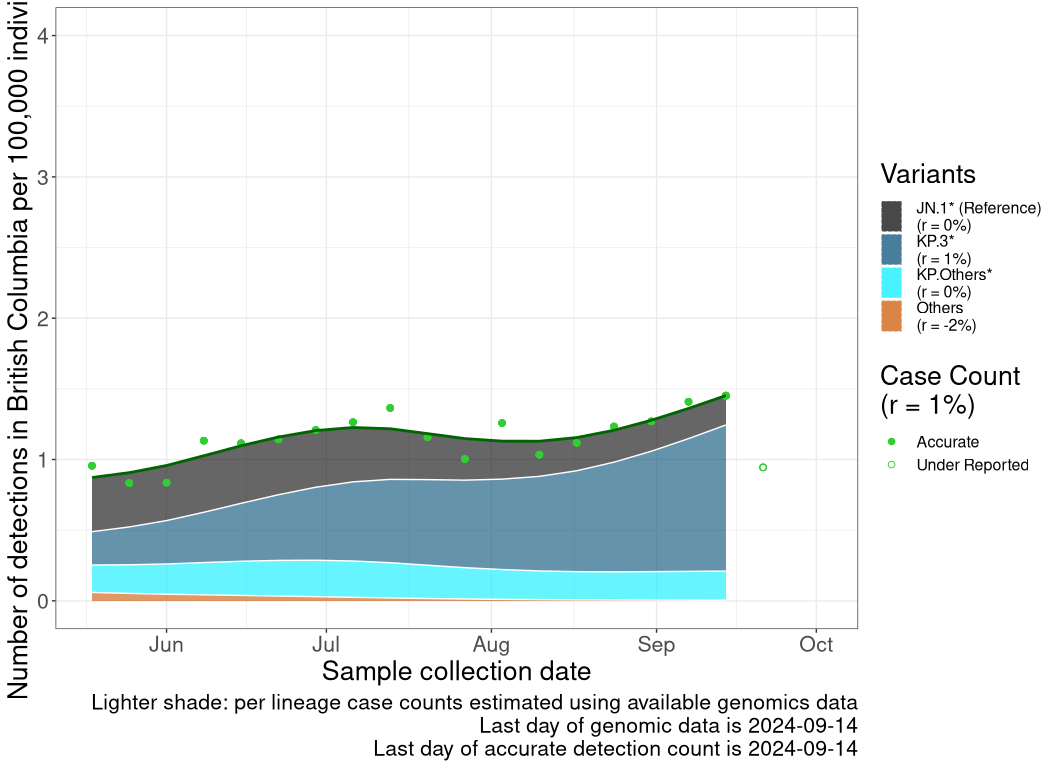 Number of detections in British Columbia per 100,000
4
3
2
1
0
Jun
Jul
Aug
Sep
Oct
Sample collection date
Lighter shade: per lineage case counts estimated using available genomics data
Last day of genomic data is 2024-09-14
Last day of accurate detection count is 2024-09-14
Variants
JN.1* (Reference)
(r = 0%)
KP.3*
(r = 1%)
KP.Others*
(r = 0%)
Others
(r = -2%)
Case Count
(r = 1%)
Accurate
Under Reported